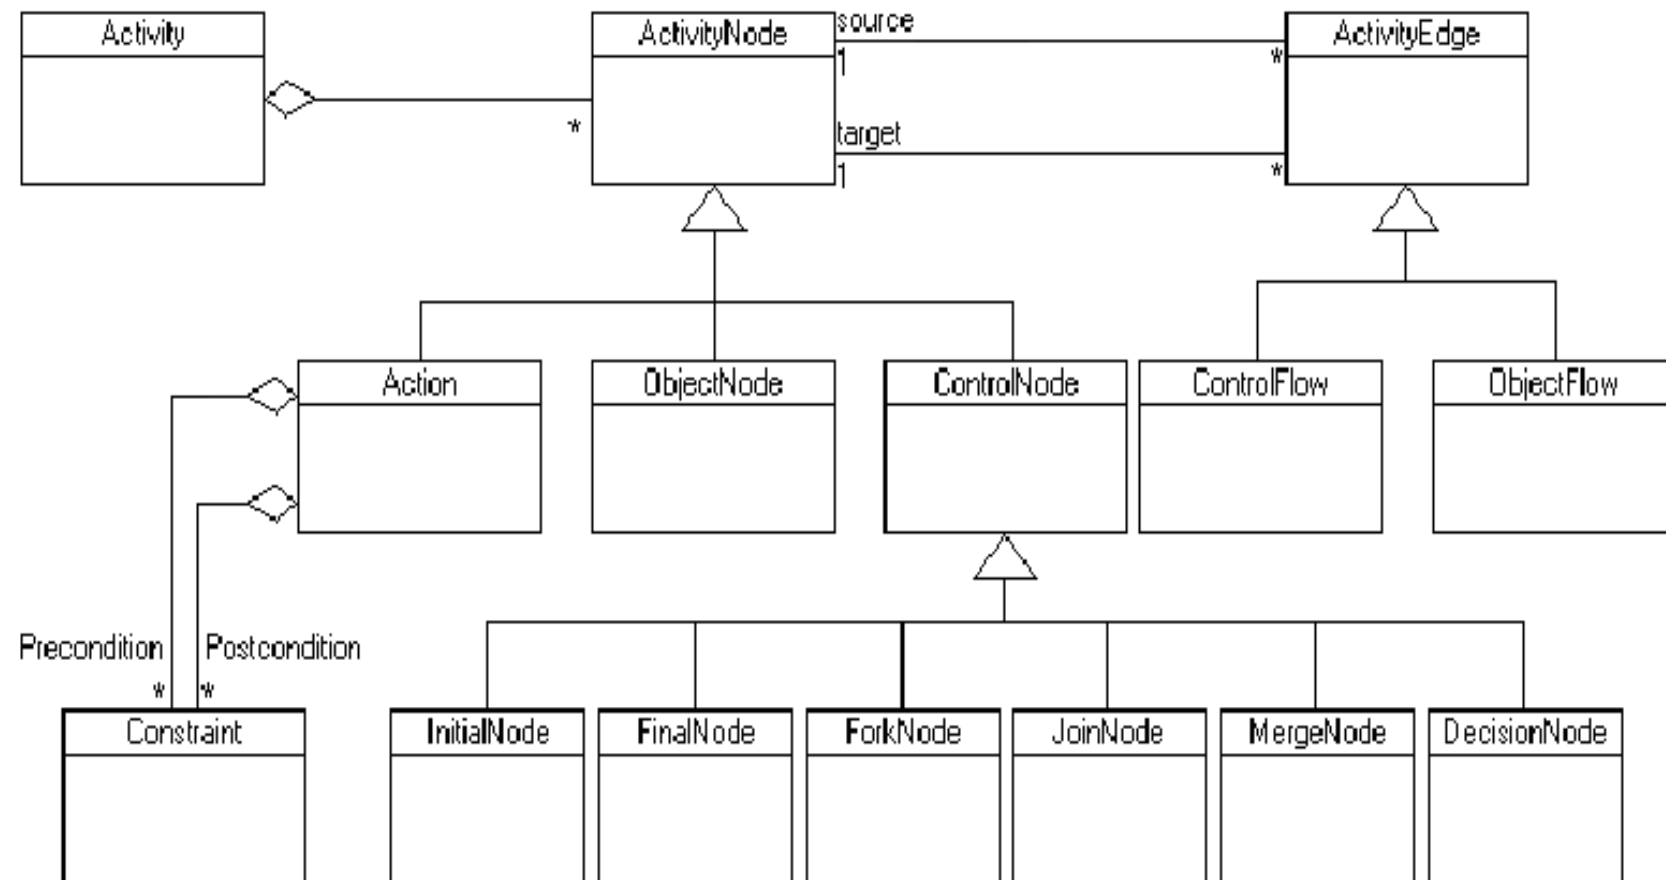 Activity
ActivityNode
source
1
*
ActivityEdge
*
target
1
*
Action
ObjectNode
ControlNode
ControlFlow
ObjectFlow
Precondition
Postcondition
*
*
Constraint
InitialNode
FinalNode
ForkNode
JoinNode
MergeNode
DecisionNode